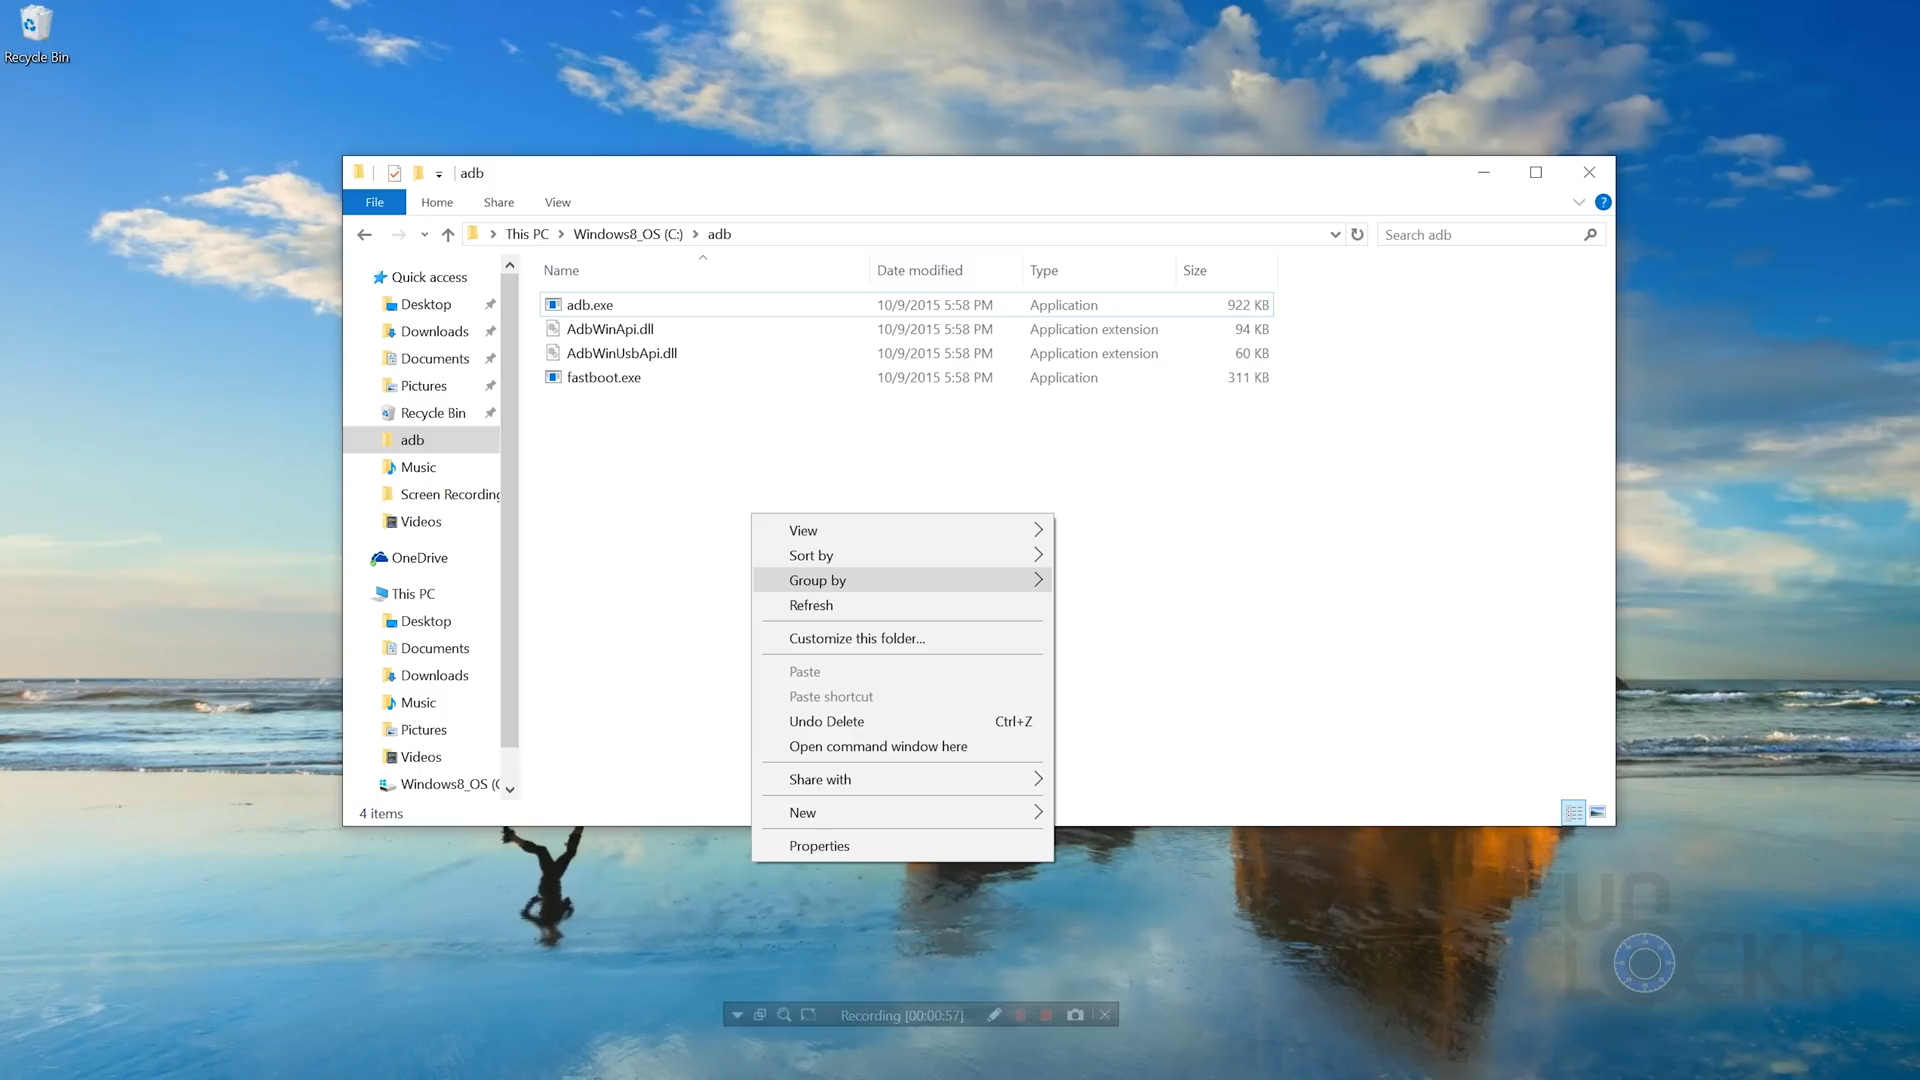 Recycle Bin
adb
File Home Share View
This PC Windows8_OS (C:) adb
Search adb
Name Date modified Type Size
adb.exe 10/9/2015 5:58 PM Application 922 KB
AdbWinApi.dll 10/9/2015 5:58 PM Application extension 94 KB
AdbWinUsbApi.dll 10/9/2015 5:58 PM Application extension 60 KB
fastboot.exe 10/9/2015 5:58 PM Application 311 KB
Quick access
Desktop
Downloads
Documents
Pictures
Recycle Bin
adb
Music
Screen Recording
Videos
OneDrive
This PC
Desktop
Documents
Downloads
Music
Pictures
Videos
Windows8_OS (C
4 items
View
Sort by
Group by
Refresh
Customize this folder...
Paste
Paste shortcut
Undo Delete Ctrl+Z
Open command window here
Share with
New
Properties
UN
LOCKR
Recording [00:00:57]